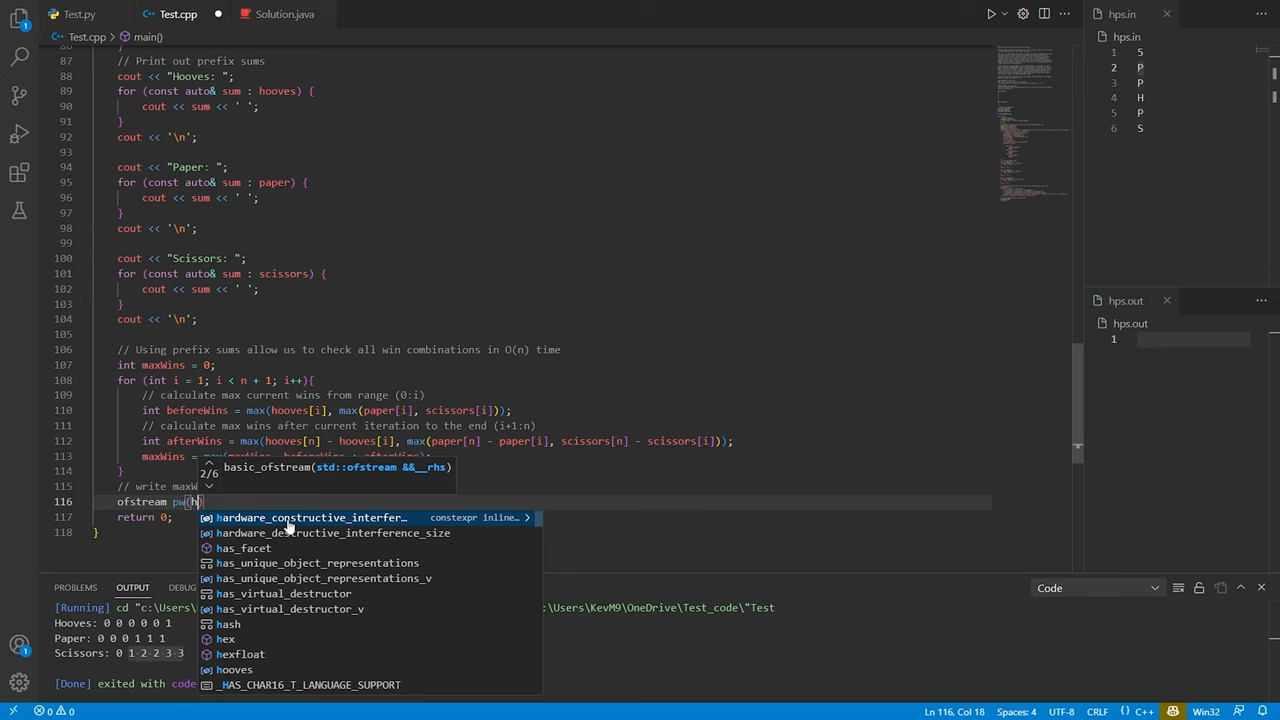 Test.py
Test.cpp
Solution.java
hps.in
Test.cpp > main()
hps.in
86 }
87 // Print out prefix sums
88 cout << "Hooves: ";
89 for (const auto& sum : hooves) {
90 cout << sum << ' ';
91 }
92 cout << '\n';
93
94 cout << "Paper: ";
95 for (const auto& sum : paper) {
96 cout << sum << ' ';
97 }
98 cout << '\n';
99
100 cout << "Scissors: ";
101 for (const auto& sum : scissors) {
102 cout << sum << ' ';
103 }
104 cout << '\n';
105
106 // Using prefix sums allow us to check all win combinations in O(n) time
107 int maxWins = 0;
108 for (int i = 1; i < n + 1; i++){
109 // calculate max current wins from range (0:i)
110 int beforeWins = max(hooves[i], max(paper[i], scissors[i]));
111 // calculate max wins after current iteration to the end (i+1:n)
112 int afterWins = max(hooves[n] - hooves[i], max(paper[n] - paper[i], scissors[n] - scissors[i]));
113 maxWins = max(maxWins, beforeWins + afterWins);
114 }
115 // write maxW
116 ofstream pw(h)
117 return 0;
118 }
2/6 basic_ofstream(std::ofstream &&__rhs)
hardware_constructive_interfer… constexpr inline…
hardware_destructive_interference_size
has_facet
has_unique_object_representations
has_unique_object_representations_v
has_virtual_destructor
has_virtual_destructor_v
hash
hex
hexfloat
hooves
_HAS_CHAR16_T_LANGUAGE_SUPPORT
1 5
2 P
3 P
4 H
5 P
6 S
hps.out
hps.out
1
PROBLEMS OUTPUT DEBUG
Code
[Running] cd "c:\Users\ :\Users\KevM9\OneDrive\Test_code\"Test
Hooves: 0 0 0 0 0 1
Paper: 0 0 0 1 1 1
Scissors: 0 1 2 2 3 3
[Done] exited with code
0 0
Ln 116, Col 18 Spaces: 4 UTF-8 CRLF {} C++ Win32